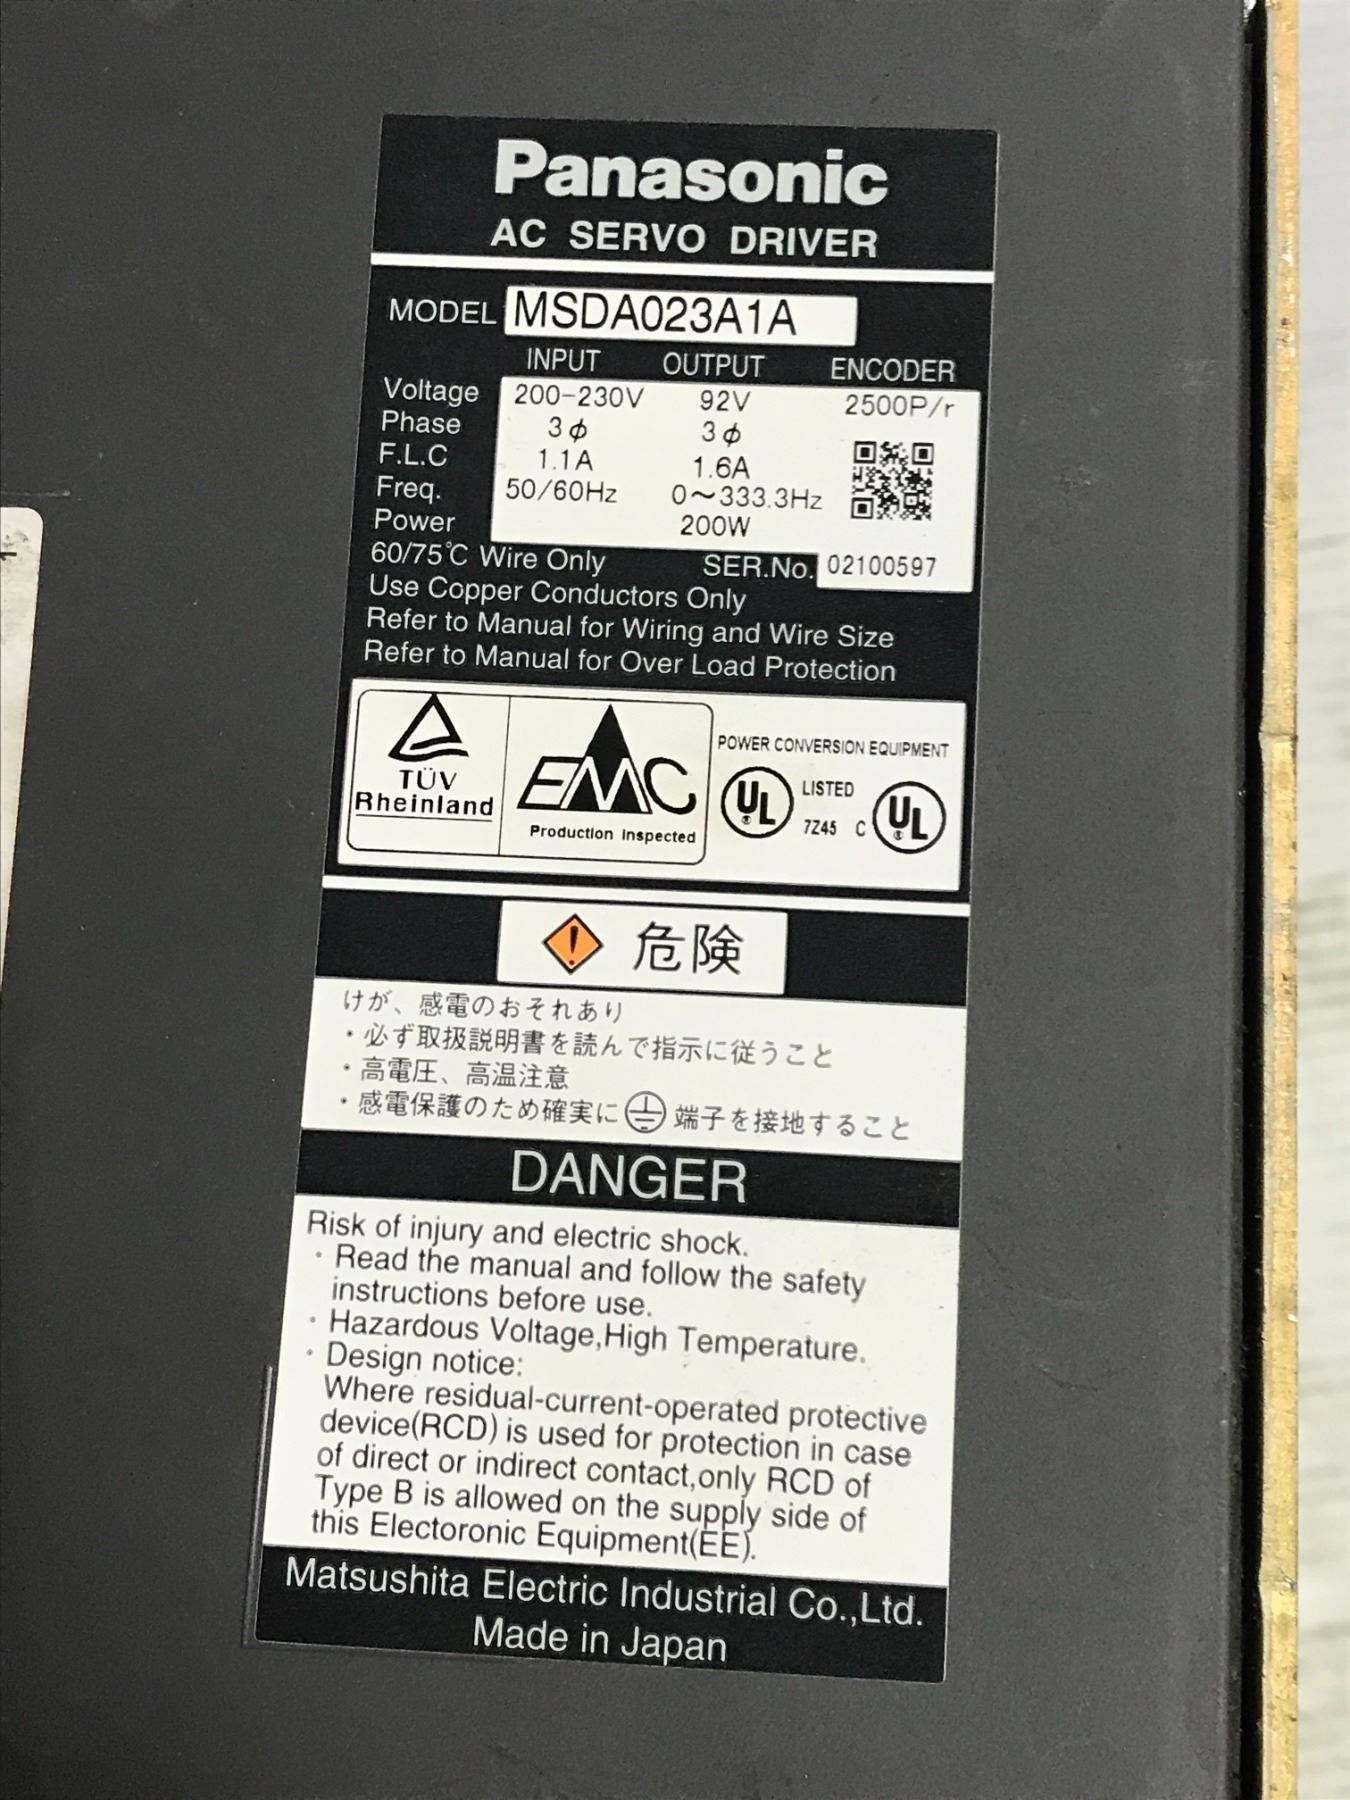 Panasonic
AC SERVO DRIVER
MODEL MSDA023A1A
INPUT OUTPUT ENCODER
Voltage 200-230V 92V 2500P/r
Phase 3ϕ 3ϕ
F.L.C 1.1A 1.6A
Freq. 50/60Hz 0～333.3Hz
Power 200W
60/75℃ Wire Only SER.No. 02100597
Use Copper Conductors Only
Refer to Manual for Wiring and Wire Size
Refer to Manual for Over Load Protection
TÜV
Rheinland
EMC
Production Inspected
POWER CONVERSION EQUIPMENT
UL ® LISTED 7Z45 C UL ®
! 危険
けが、感電のおそれあり
・必ず取扱説明書を読んで指示に従うこと
・高電圧、高温注意
・感電保護のため確実に⏚端子を接地すること
DANGER
Risk of injury and electric shock.
・Read the manual and follow the safety
instructions before use.
・Hazardous Voltage,High Temperature.
・Design notice:
Where residual-current-operated protective
device(RCD) is used for protection in case
of direct or indirect contact,only RCD of
Type B is allowed on the supply side of
this Electoronic Equipment(EE).
Matsushita Electric Industrial Co.,Ltd.
Made in Japan